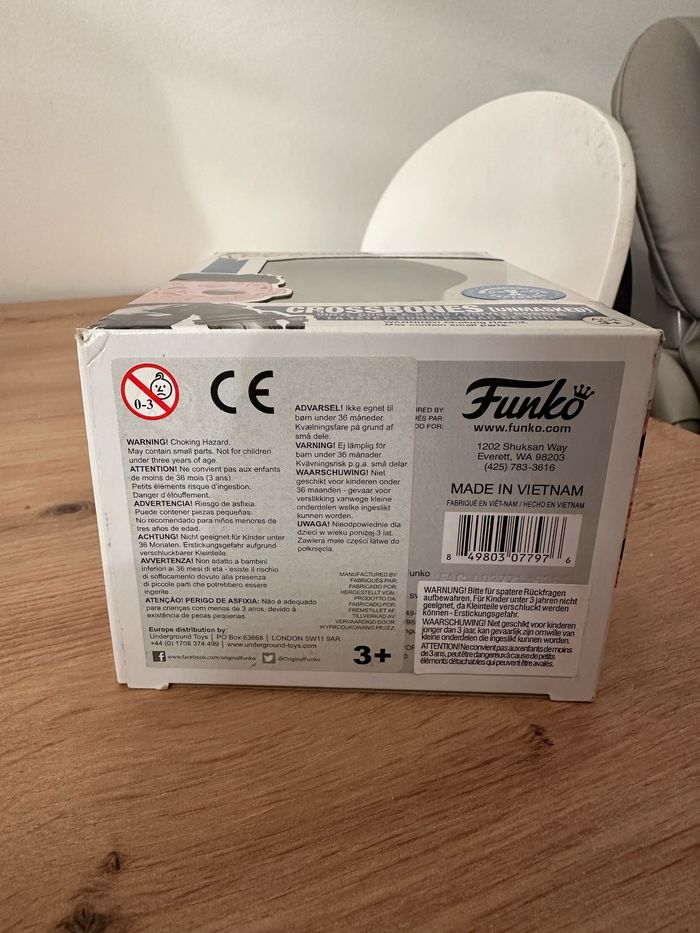 CROSSBONES (UNMASKED)
May contain small parts.
0-3
CE
WARNING! Choking Hazard.
May contain small parts. Not for children
under three years of age.
ATTENTION! Ne convient pas aux enfants
de moins de 36 mois (3 ans)
Petits éléments risque d'ingestion.
Danger d'étouffement.
ADVERTENCIA! Riesgo de asfixia.
Puede contener piezas pequeñas.
No recomendado para niños menores de
tres años de edad.
ACHTUNG! Nicht geeignet für Kinder unter
36 Monaten. Erstickungsgefahr aufgrund
verschluckbarer Kleinteile.
AVVERTENZA! Non adatto a bambini
inferiori ai 36 mesi di età - esiste il rischio
di soffocamento dovuto alla presenza
di piccole parti che potrebbero essere
ingerite.
ATENÇÃO! PERIGO DE ASFIXIA: Não é adequado
para crianças com menos de 3 anos, devido à
existência de pecas pequenas.
Europe distribution by:
Underground Toys | PO Box 63668 | LONDON SW11 9AR
+44 (0) 1708 374 499 | www.underground-toys.com
www.facebook.com/originalfunko
@OriginalFunko
ADVARSEL! Ikke egnet til
børn under 36 måneder.
Kvælningsfare på grund af
små dele.
VARNING! Ej lämplig för
barn under 36 månader
Kvävningsrisk p.g.a. små delar
WAARSCHUWING! Niet
geschikt voor kinderen onder
36 maanden - gevaar voor
verstikking vanwege kleine
onderdelen welke ingeslikt
kunnen worden.
UWAGA! Nieodpowiednie dla
dzieci w wieku poniżej 3 lat.
Zawiera małe części łatwe do
połknięcia.
MANUFACTURED BY:
FABRIQUÉS PAR:
FABRICADO POR:
HERGESTELLT VON:
PRODOTTO DA:
FABRICADO POR:
FREMSTILLET AF:
TILLVERKAD AV:
VERVAARDIGD DOOR:
WYPRODUKOWANO PRZEZ:
3+
IRED BY:
ÉS PAR:
DO POR:
Funko
www.funko.com
1202 Shuksan Way
Everett, WA 98203
(425) 783-3616
MADE IN VIETNAM
FABRIQUÉ EN VIÊT-NAM / HECHO EN VIETNAM
8 49803 07797 6
unko
WARNUNG! Bitte für spatere Rückfragen
aufbewahren. Für Kinder unter 3 jahren nicht
geeignet, da Kleinteile verschluckt werden
können - Erstickungsgefahr.
WAARSCHUWING! Niet geschikt voor kinderen
jonger dan 3 jaar, kan gevaarlijk zijn omwille van
kleine onderdelen die ingeslikt kunnen worden.
ATTENTION! Ne convient pas aux enfants de moins
de 3 ans, peut être dangereux à cause de petits
éléments détachables qui peuvent être avalés.